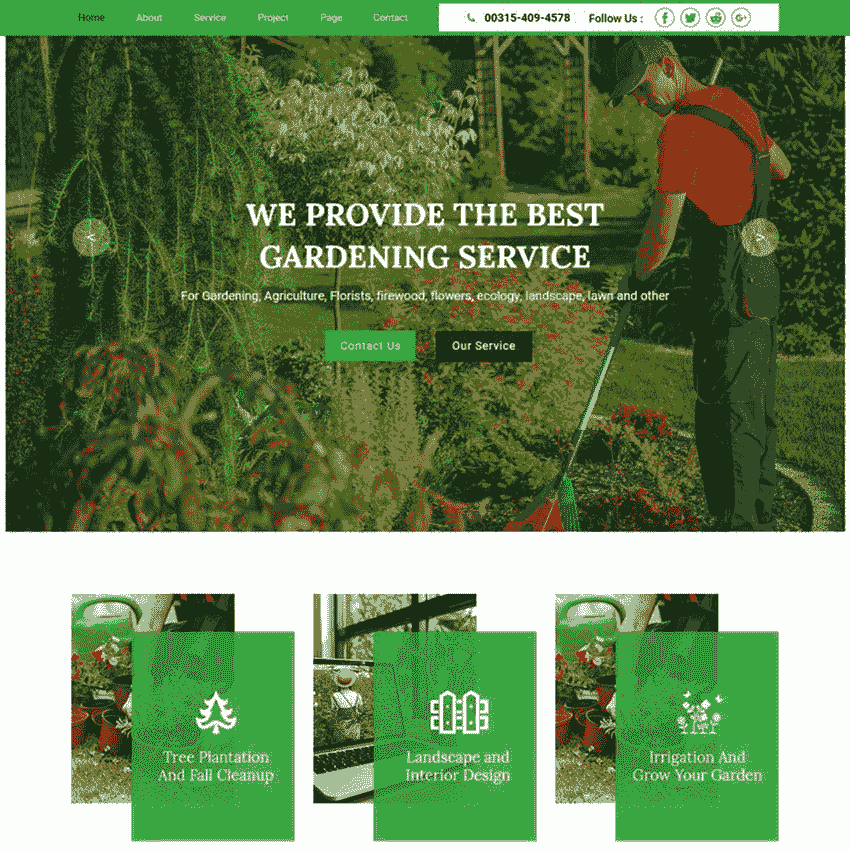 Home About Service Project Page Contact 00315-409-4578 Follow Us :
WE PROVIDE THE BEST
GARDENING SERVICE
For Gardening, Agriculture, Florists, firewood, flowers, ecology, landscape, lawn and other
Contact Us Our Service
Tree Plantation
And Fall Cleanup
Landscape and
Interior Design
Irrigation And
Grow Your Garden